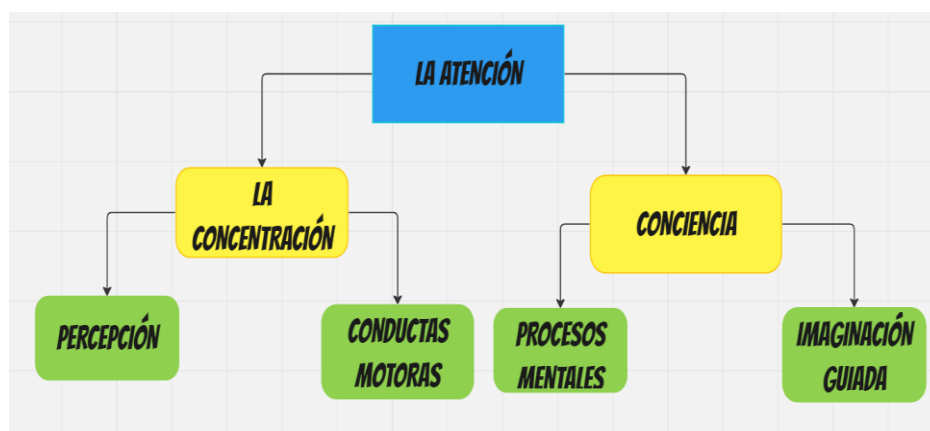 LA ATENCIÓN
LA
CONCENTRACIÓN
CONCIENCIA
PERCEPCIÓN
CONDUCTAS
MOTORAS
PROCESOS
MENTALES
IMAGINACIÓN
GUIADA